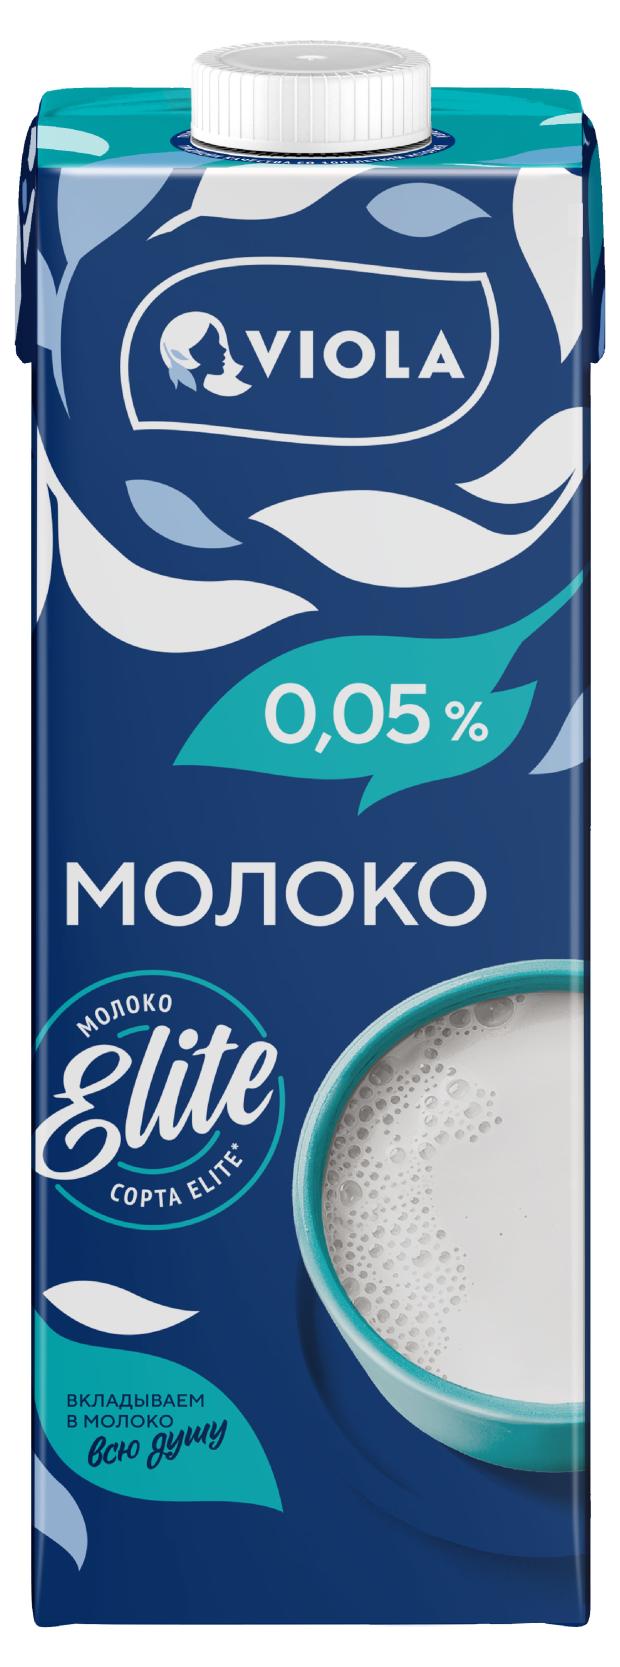 VIOLA
0,05 %
МОЛОКО
МОЛОКО
Elite
СОРТА ELITE*
ВКЛАДЫВАЕМ
В МОЛОКО
всю душу